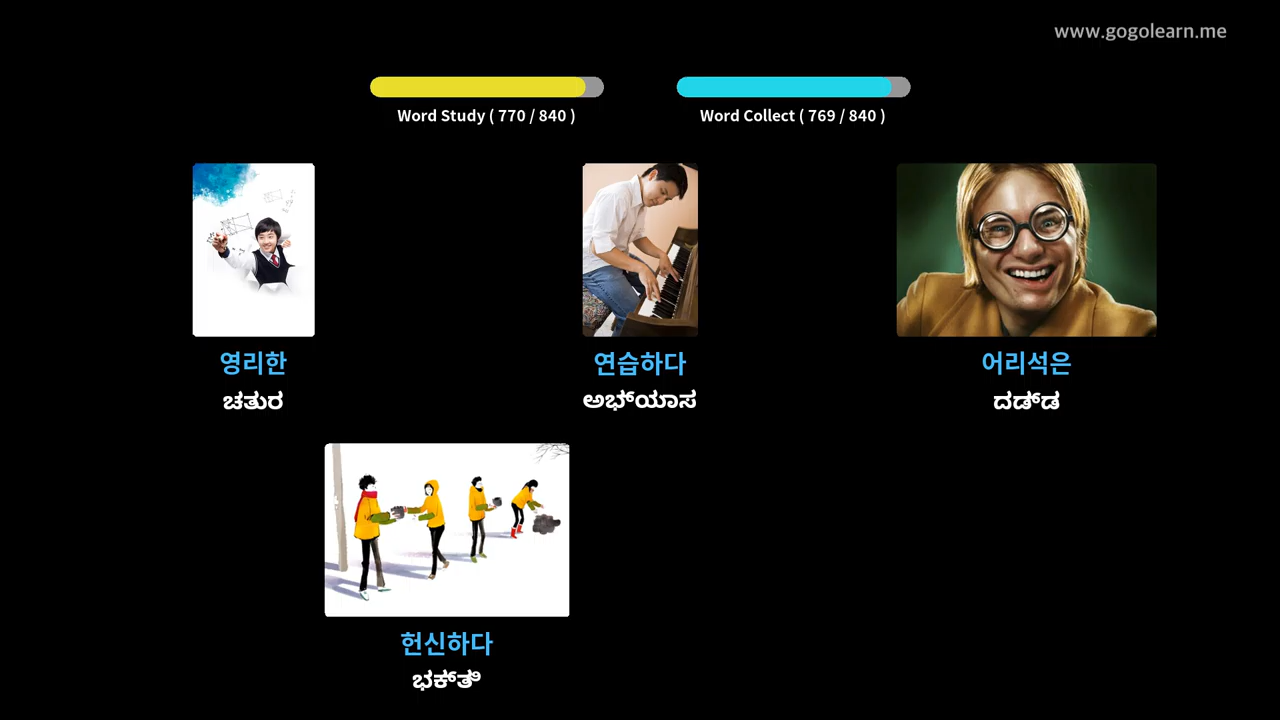 www.gogolearn.me
Word Study ( 770 / 840 )
Word Collect ( 769 / 840 )
영리한
ಚತುರ
연습하다
ಅಭ್ಯಾಸ
어리석은
ದಡ್ಡ
헌신하다
ಭಕ್ತಿ